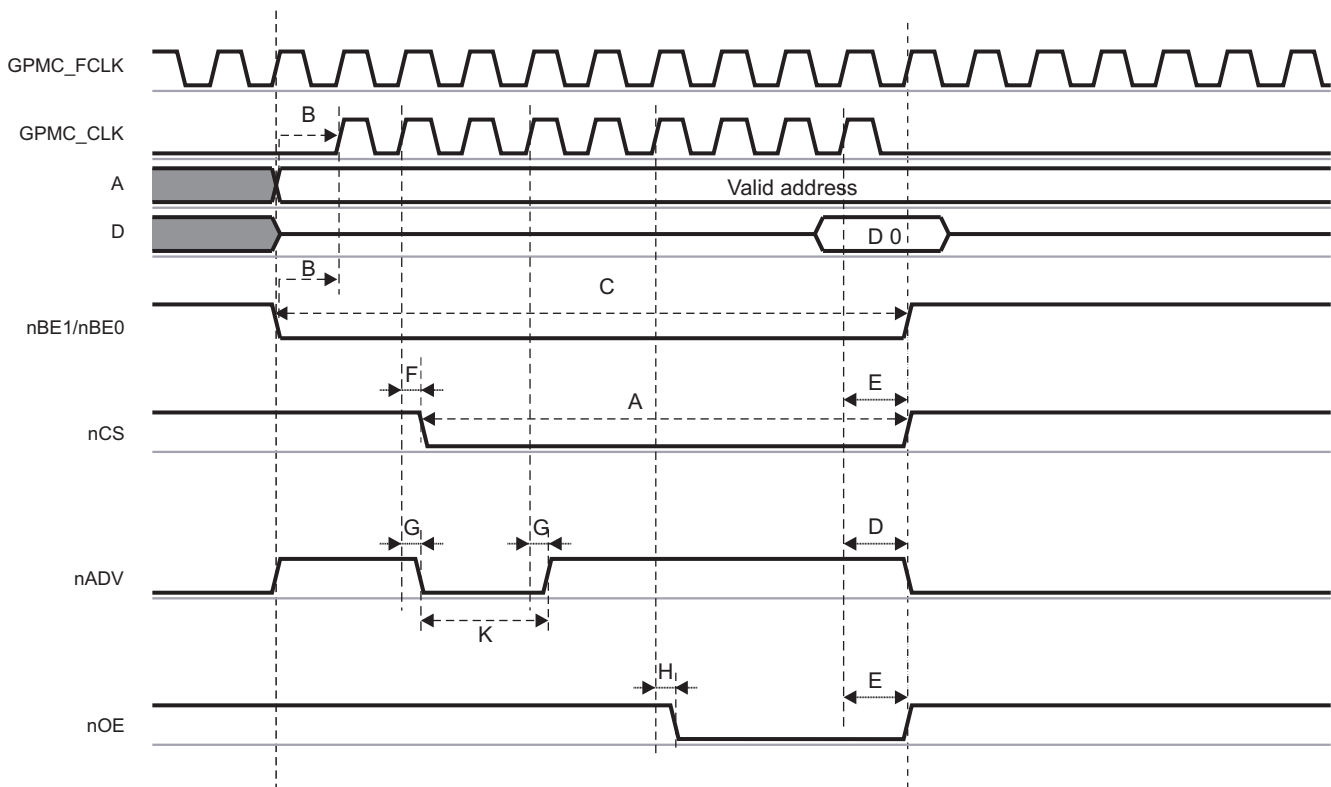 GPMC_FCLK
B
GPMC_CLK
A
Valid address
D
D 0
B
C
nBE1/nBE0
F
E
A
nCS
G
G
D
nADV
K
H
E
nOE